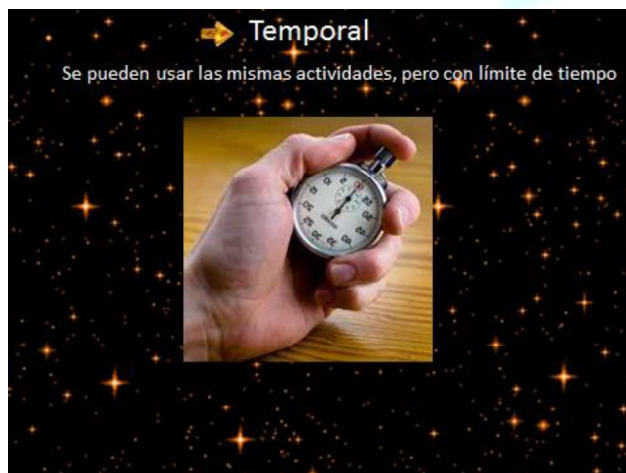 Temporal
Se pueden usar las mismas actividades, pero con límite de tiempo